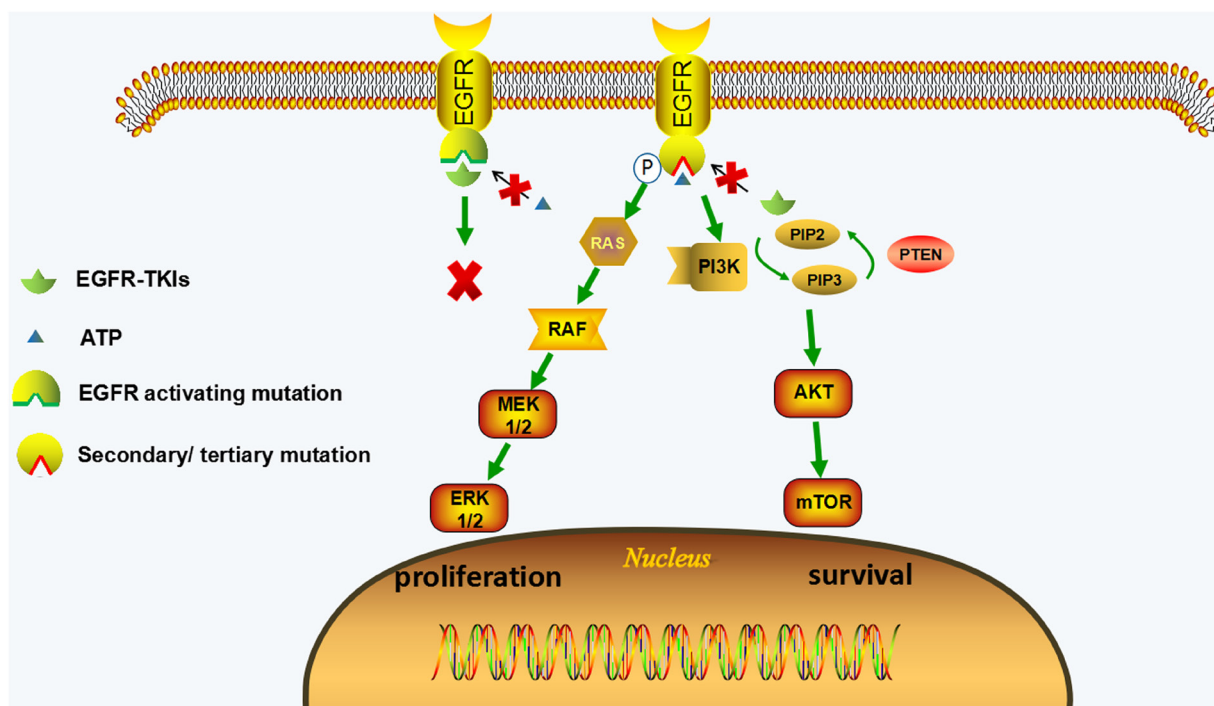 EGFR
EGFR
P
RAS
PI3K
PIP2
PIP3
PTEN
EGFR-TKIs
ATP
EGFR activating mutation
Secondary/ tertiary mutation
RAF
MEK
1/2
AKT
ERK
1/2
mTOR
Nucleus
proliferation
survival